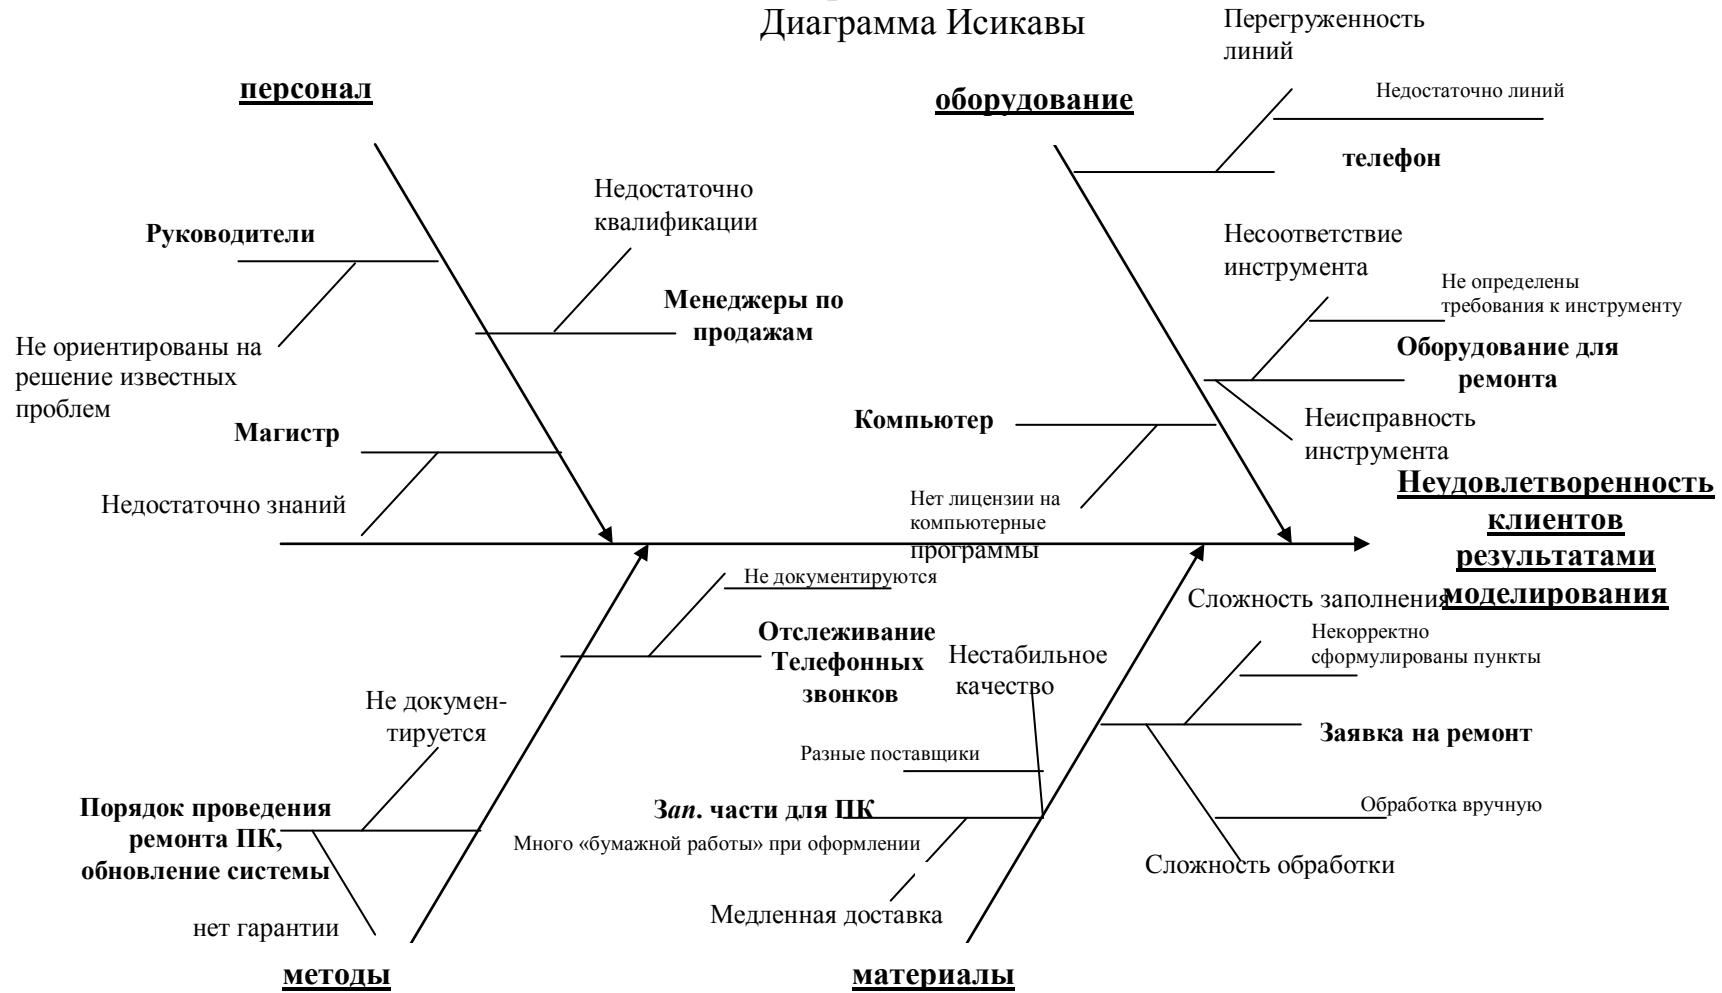 Диаграмма Исикавы
Перегруженность
линий
персонал
оборудование
Недостаточно линий
телефон
Недостаточно
квалификации
Руководители
Несоответствие
инструмента
Не определены
требования к инструменту
Менеджеры по
продажам
Не ориентированы на
решение известных
проблем
Оборудование для
ремонта
Магистр
Компьютер
Неисправность
инструмента
Недостаточно знаний
Нет лицензии на
компьютерные
программы
Неудовлетворенность
клиентов
результатами
моделирования
Не документируются
Сложность заполнения
Отслеживание
Телефонных
звонков
Нестабильное
качество
Некорректно
сформулированы пункты
Не докумен-
тируется
Заявка на ремонт
Разные поставщики
Порядок проведения
ремонта ПК,
обновление системы
Зап. части для ПК
Много «бумажной работы» при оформлении
Обработка вручную
Сложность обработки
Медленная доставка
нет гарантии
методы
материалы